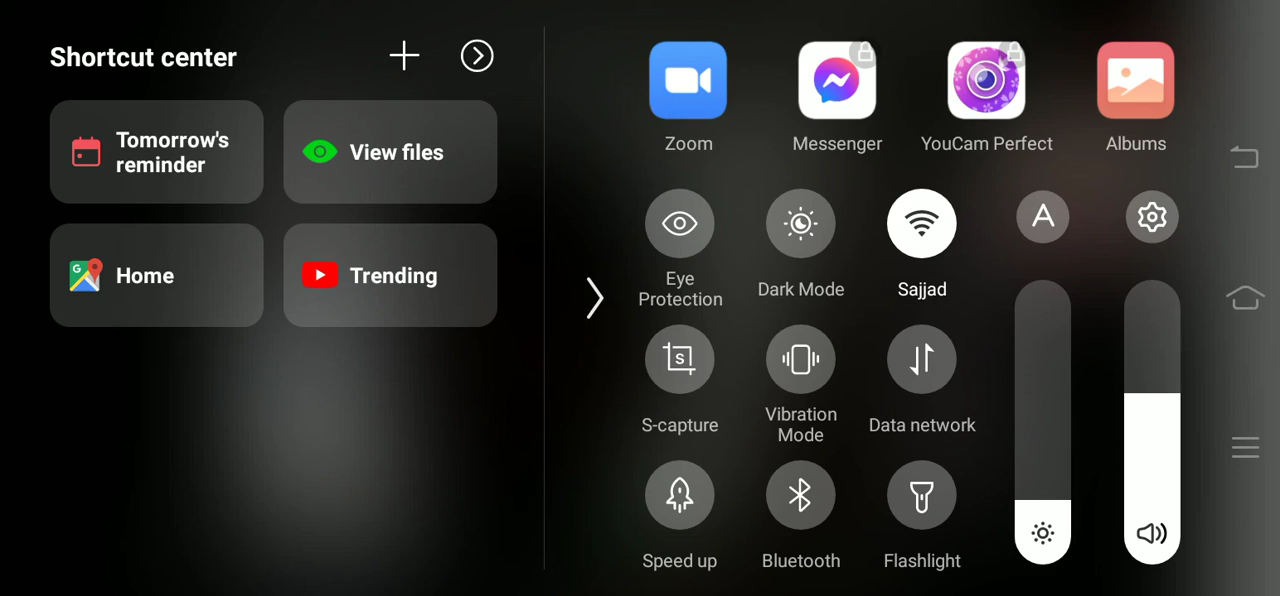 Shortcut center
Tomorrow's
reminder
View files
Home
Trending
Zoom
Messenger
YouCam Perfect
Albums
A
Eye
Protection
Dark Mode
Sajjad
S
S-capture
Vibration
Mode
Data network
Speed up
Bluetooth
Flashlight